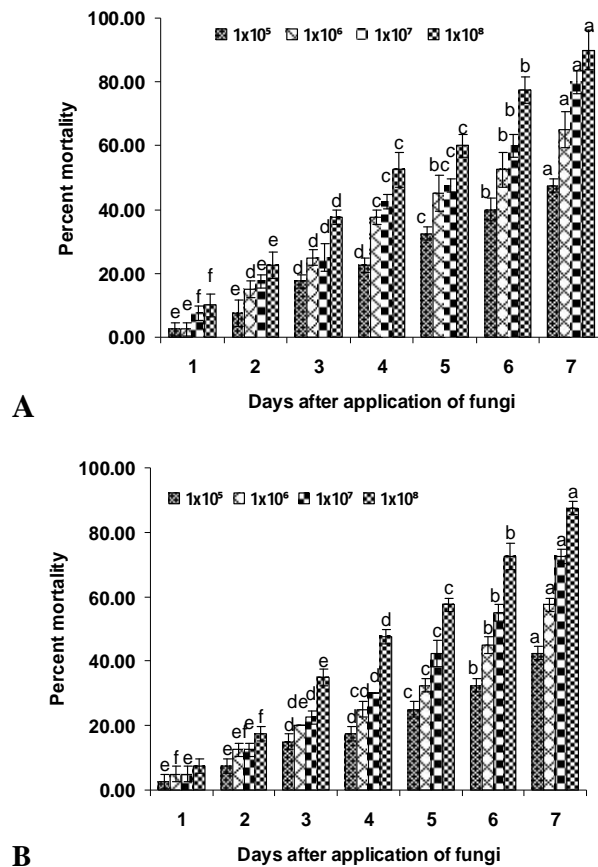 100.00
80.00
60.00
40.00
20.00
0.00
Percent mortality
1x10⁵ 1x10⁶ 1x10⁷ 1x10⁸
e e f f
e d e e
d d d d
d c c c
c bc c c
b b b b
a a a a
1 2 3 4 5 6 7
Days after application of fungi
A
100.00
80.00
60.00
40.00
20.00
0.00
Percent mortality
1x10⁵ 1x10⁶ 1x10⁷ 1x10⁸
e f e
e ef e f
d de d e
d cd d d
c c c c
b b b b
a a a a
1 2 3 4 5 6 7
Days after application of fungi
B